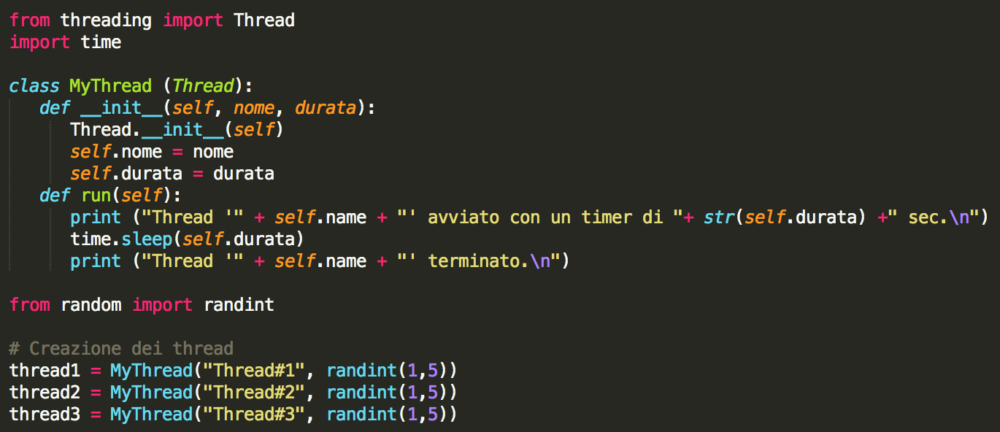 from threading import Thread
import time
class MyThread (Thread):
   def __init__(self, nome, durata):
      Thread.__init__(self)
      self.nome = nome
      self.durata = durata
   def run(self):
      print ("Thread '" + self.name + "' avviato con un timer di "+ str(self.durata) +" sec.\n")
      time.sleep(self.durata)
      print ("Thread '" + self.name + "' terminato.\n")
from random import randint
# Creazione dei thread
thread1 = MyThread("Thread#1", randint(1,5))
thread2 = MyThread("Thread#2", randint(1,5))
thread3 = MyThread("Thread#3", randint(1,5))